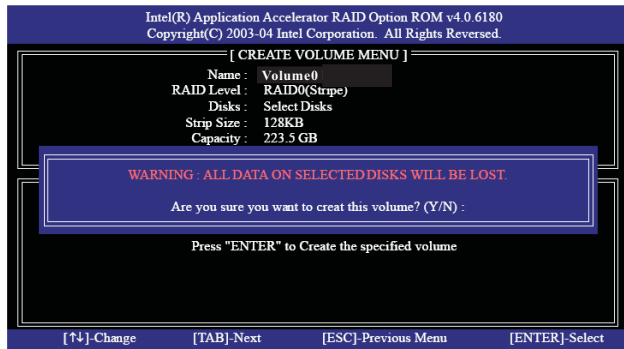 Intel(R) Application Accelerator RAID Option ROM v4.0.6180
Copyright(C) 2003-04 Intel Corporation. All Rights Reversed.
[ CREATE VOLUME MENU ]
Name : Volume0
RAID Level : RAID0(Stripe)
Disks : Select Disks
Strip Size : 128KB
Capacity : 223.5 GB
WARNING : ALL DATA ON SELECTED DISKS WILL BE LOST.
Are you sure you want to creat this volume? (Y/N) :
Press "ENTER" to Create the specified volume
[↑↓]-Change [TAB]-Next [ESC]-Previous Menu [ENTER]-Select